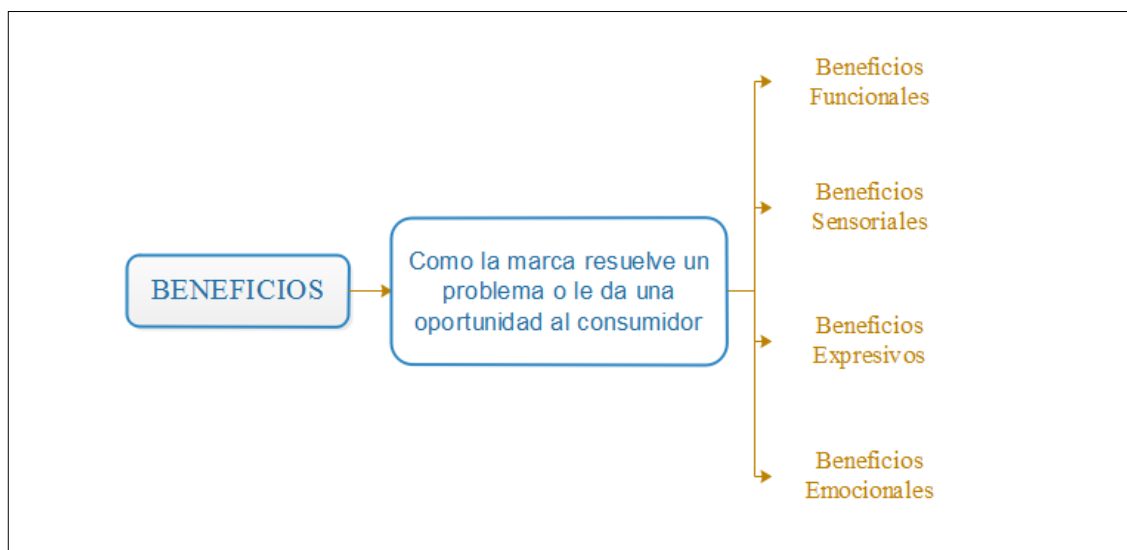 BENEFICIOS
Como la marca resuelve un
problema o le da una
oportunidad al consumidor
Beneficios
Funcionales
Beneficios
Sensoriales
Beneficios
Expresivos
Beneficios
Emocionales